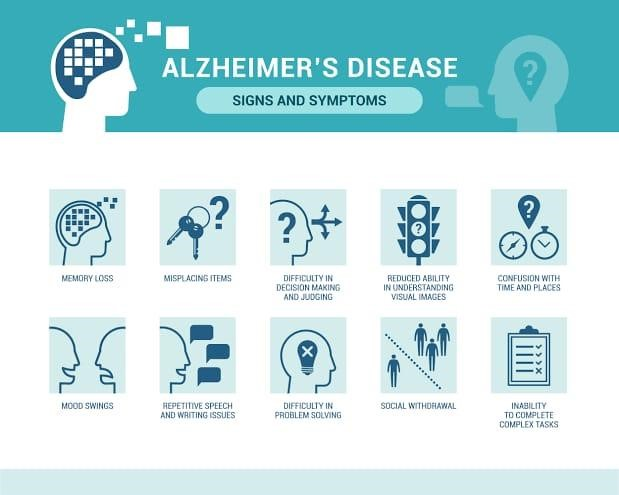 ALZHEIMER'S DISEASE
SIGNS AND SYMPTOMS
?
?
?
?
?
MEMORY LOSS
MISPLACING ITEMS
DIFFICULTY IN
DECISION MAKING
AND JUDGING
REDUCED ABILITY
IN UNDERSTANDING
VISUAL IMAGES
CONFUSION WITH
TIME AND PLACES
MOOD SWINGS
REPETITIVE SPEECH
AND WRITING ISSUES
DIFFICULTY IN
PROBLEM SOLVING
SOCIAL WITHDRAWAL
INABILITY
TO COMPLETE
COMPLEX TASKS